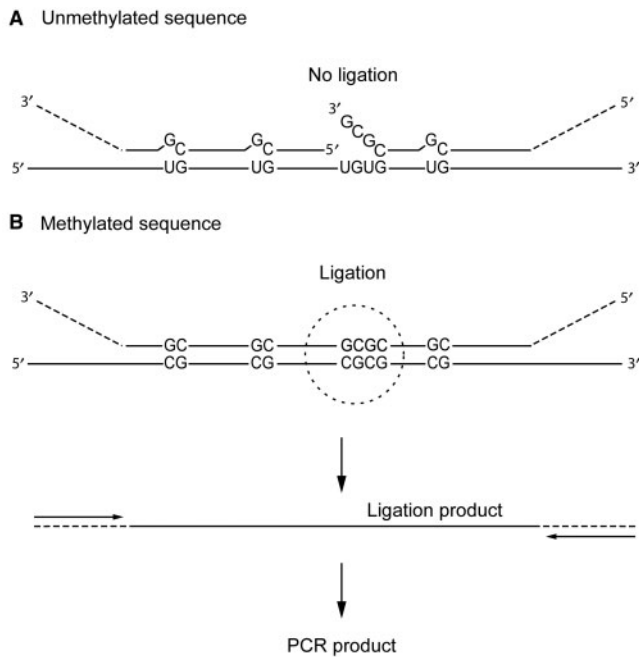 A Unmethylated sequence
No ligation
3′ 3′ 5′
G C G C
G C G C G C
5′
5′ UG UG UGUG UG 3′
B Methylated sequence
Ligation
3′ 5′
GC GC GCGC GC
5′ CG CG CGCG CG 3′
Ligation product
PCR product